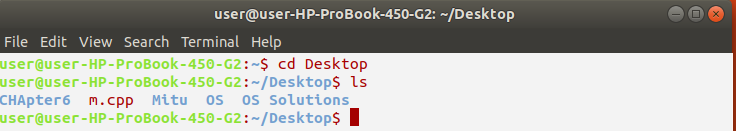 user@user-HP-ProBook-450-G2: ~/Desktop
File Edit View Search Terminal Help
user@user-HP-ProBook-450-G2:~$ cd Desktop
user@user-HP-ProBook-450-G2:~/Desktop$ ls
CHApter6 m.cpp Mitu OS OS Solutions
user@user-HP-ProBook-450-G2:~/Desktop$